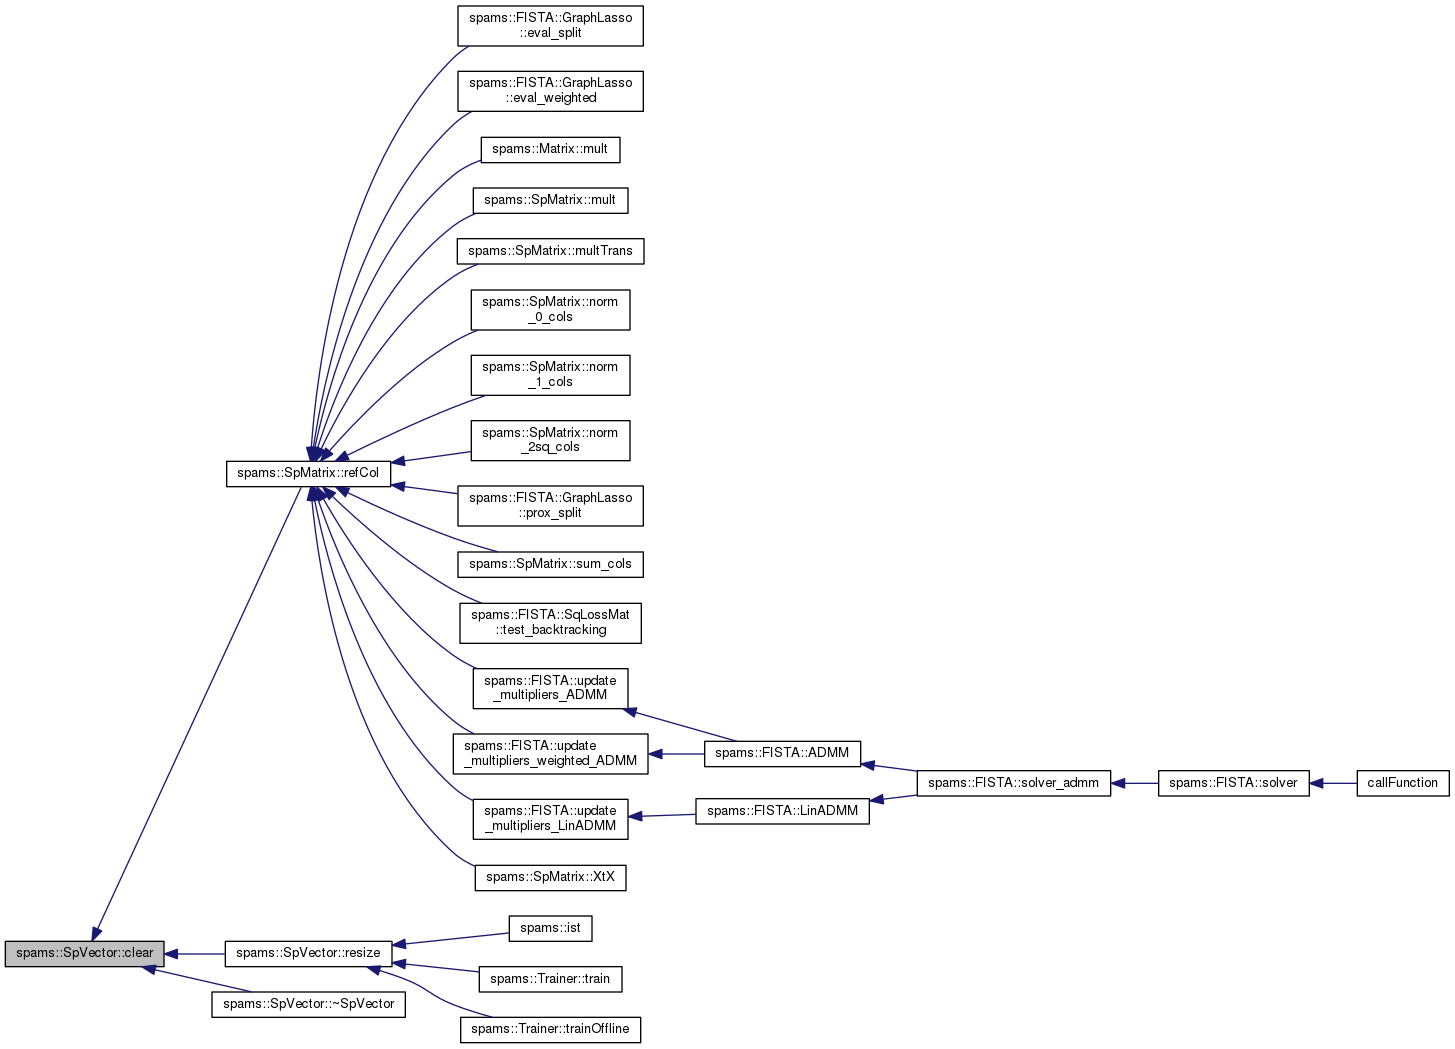 spams::FISTA::GraphLasso
::eval_split
spams::FISTA::GraphLasso
::eval_weighted
spams::Matrix::mult
spams::SpMatrix::mult
spams::SpMatrix::multTrans
spams::SpMatrix::norm
_0_cols
spams::SpMatrix::norm
_1_cols
spams::SpMatrix::norm
_2sq_cols
spams::SpMatrix::refCol
spams::FISTA::GraphLasso
::prox_split
spams::SpMatrix::sum_cols
spams::FISTA::SqLossMat
::test_backtracking
spams::FISTA::update
_multipliers_ADMM
spams::FISTA::update
_multipliers_weighted_ADMM
spams::FISTA::ADMM
spams::FISTA::solver_admm
spams::FISTA::solver
callFunction
spams::FISTA::update
_multipliers_LinADMM
spams::FISTA::LinADMM
spams::SpMatrix::XtX
spams::ist
spams::SpVector::clear
spams::SpVector::resize
spams::Trainer::train
spams::SpVector::~SpVector
spams::Trainer::trainOffline